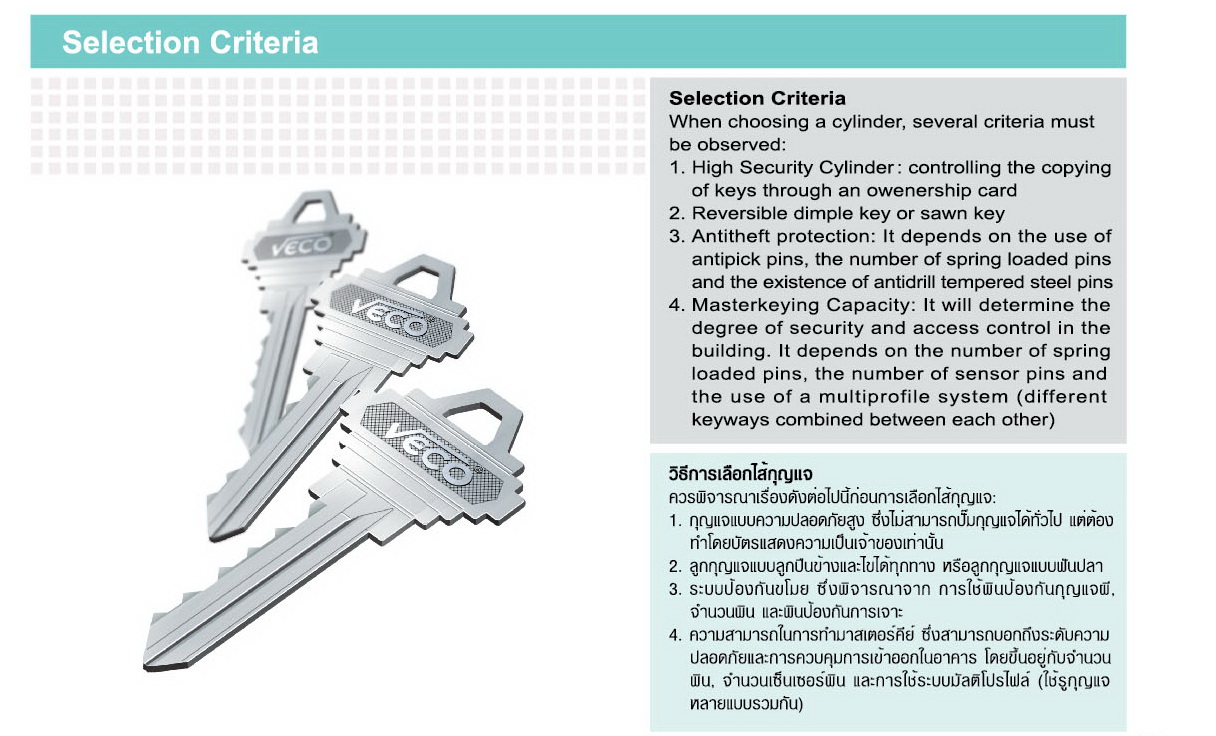 Selection Criteria
VECO
VECO
VECO
Selection Criteria
When choosing a cylinder, several criteria must
be observed:
1. High Security Cylinder : controlling the copying
of keys through an owenership card
2. Reversible dimple key or sawn key
3. Antitheft protection: It depends on the use of
antipick pins, the number of spring loaded pins
and the existence of antidrill tempered steel pins
4. Masterkeying Capacity: It will determine the
degree of security and access control in the
building. It depends on the number of spring
loaded pins, the number of sensor pins and
the use of a multiprofile system (different
keyways combined between each other)
วิธีการเลือกไส้กุญแจ
ควรพิจารณาเรื่องดังต่อไปนี้ก่อนการเลือกไส้กุญแจ:
1. กุญแจแบบความปลอดภัยสูง ซึ่งไม่สามารถปั๊มกุญแจได้ทั่วไป แต่ต้อง
ทำโดยบัตรแสดงความเป็นเจ้าของเท่านั้น
2. ลูกกุญแจแบบลูกปืนข้างและไขได้ทุกทาง หรือลูกกุญแจแบบฟันปลา
3. ระบบป้องกันขโมย ซึ่งพิจารณาจาก การใช้พินป้องกันกุญแจผี,
จำนวนพิน และพินป้องกันการเจาะ
4. ความสามารถในการทำมาสเตอร์คีย์ ซึ่งสามารถบอกถึงระดับความ
ปลอดภัยและการควบคุมการเข้าออกในอาคาร โดยขึ้นอยู่กับจำนวน
พิน, จำนวนเซ็นเซอร์พิน และการใช้ระบบมัลติโปรไฟล์ (ใช้รูกุญแจ
หลายแบบรวมกัน)